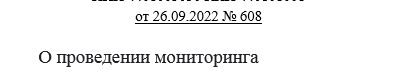 от 26.09.2022 № 608
О проведении мониторинга